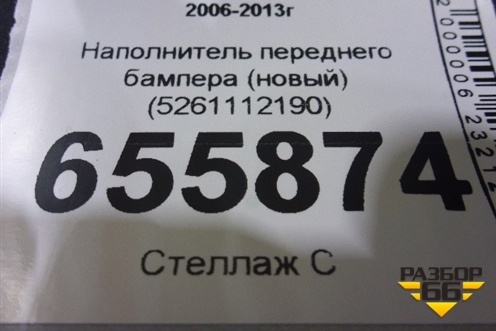 2006-2013г
Наполнитель переднего
бампера (новый)
(5261112190)
655874
Стеллаж С
РАЗБОР
66